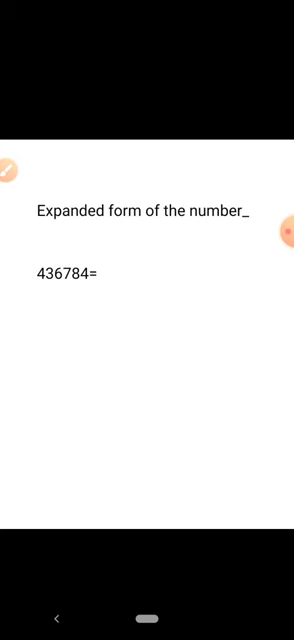 Expanded form of the number_
436784=